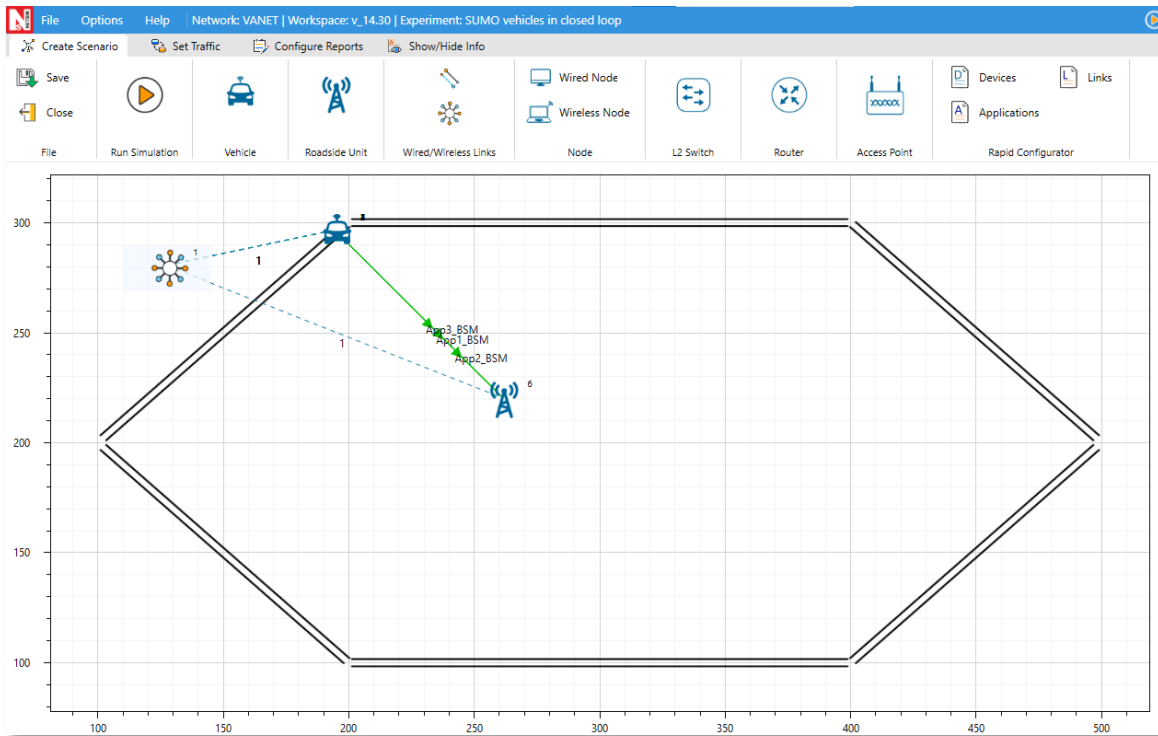 File Options Help Network: VANET | Workspace: v_14.30 | Experiment: SUMO vehicles in closed loop
Create Scenario Set Traffic Configure Reports Show/Hide Info
Save Wired Node Devices Links
Close Wireless Node Applications
File Run Simulation Vehicle Roadside Unit Wired/Wireless Links Node L2 Switch Router Access Point Rapid Configurator
300
1
1
250
App3_BSM
App1_BSM
1
App2_BSM
6
200
150
100
100 150 200 250 300 350 400 450 500